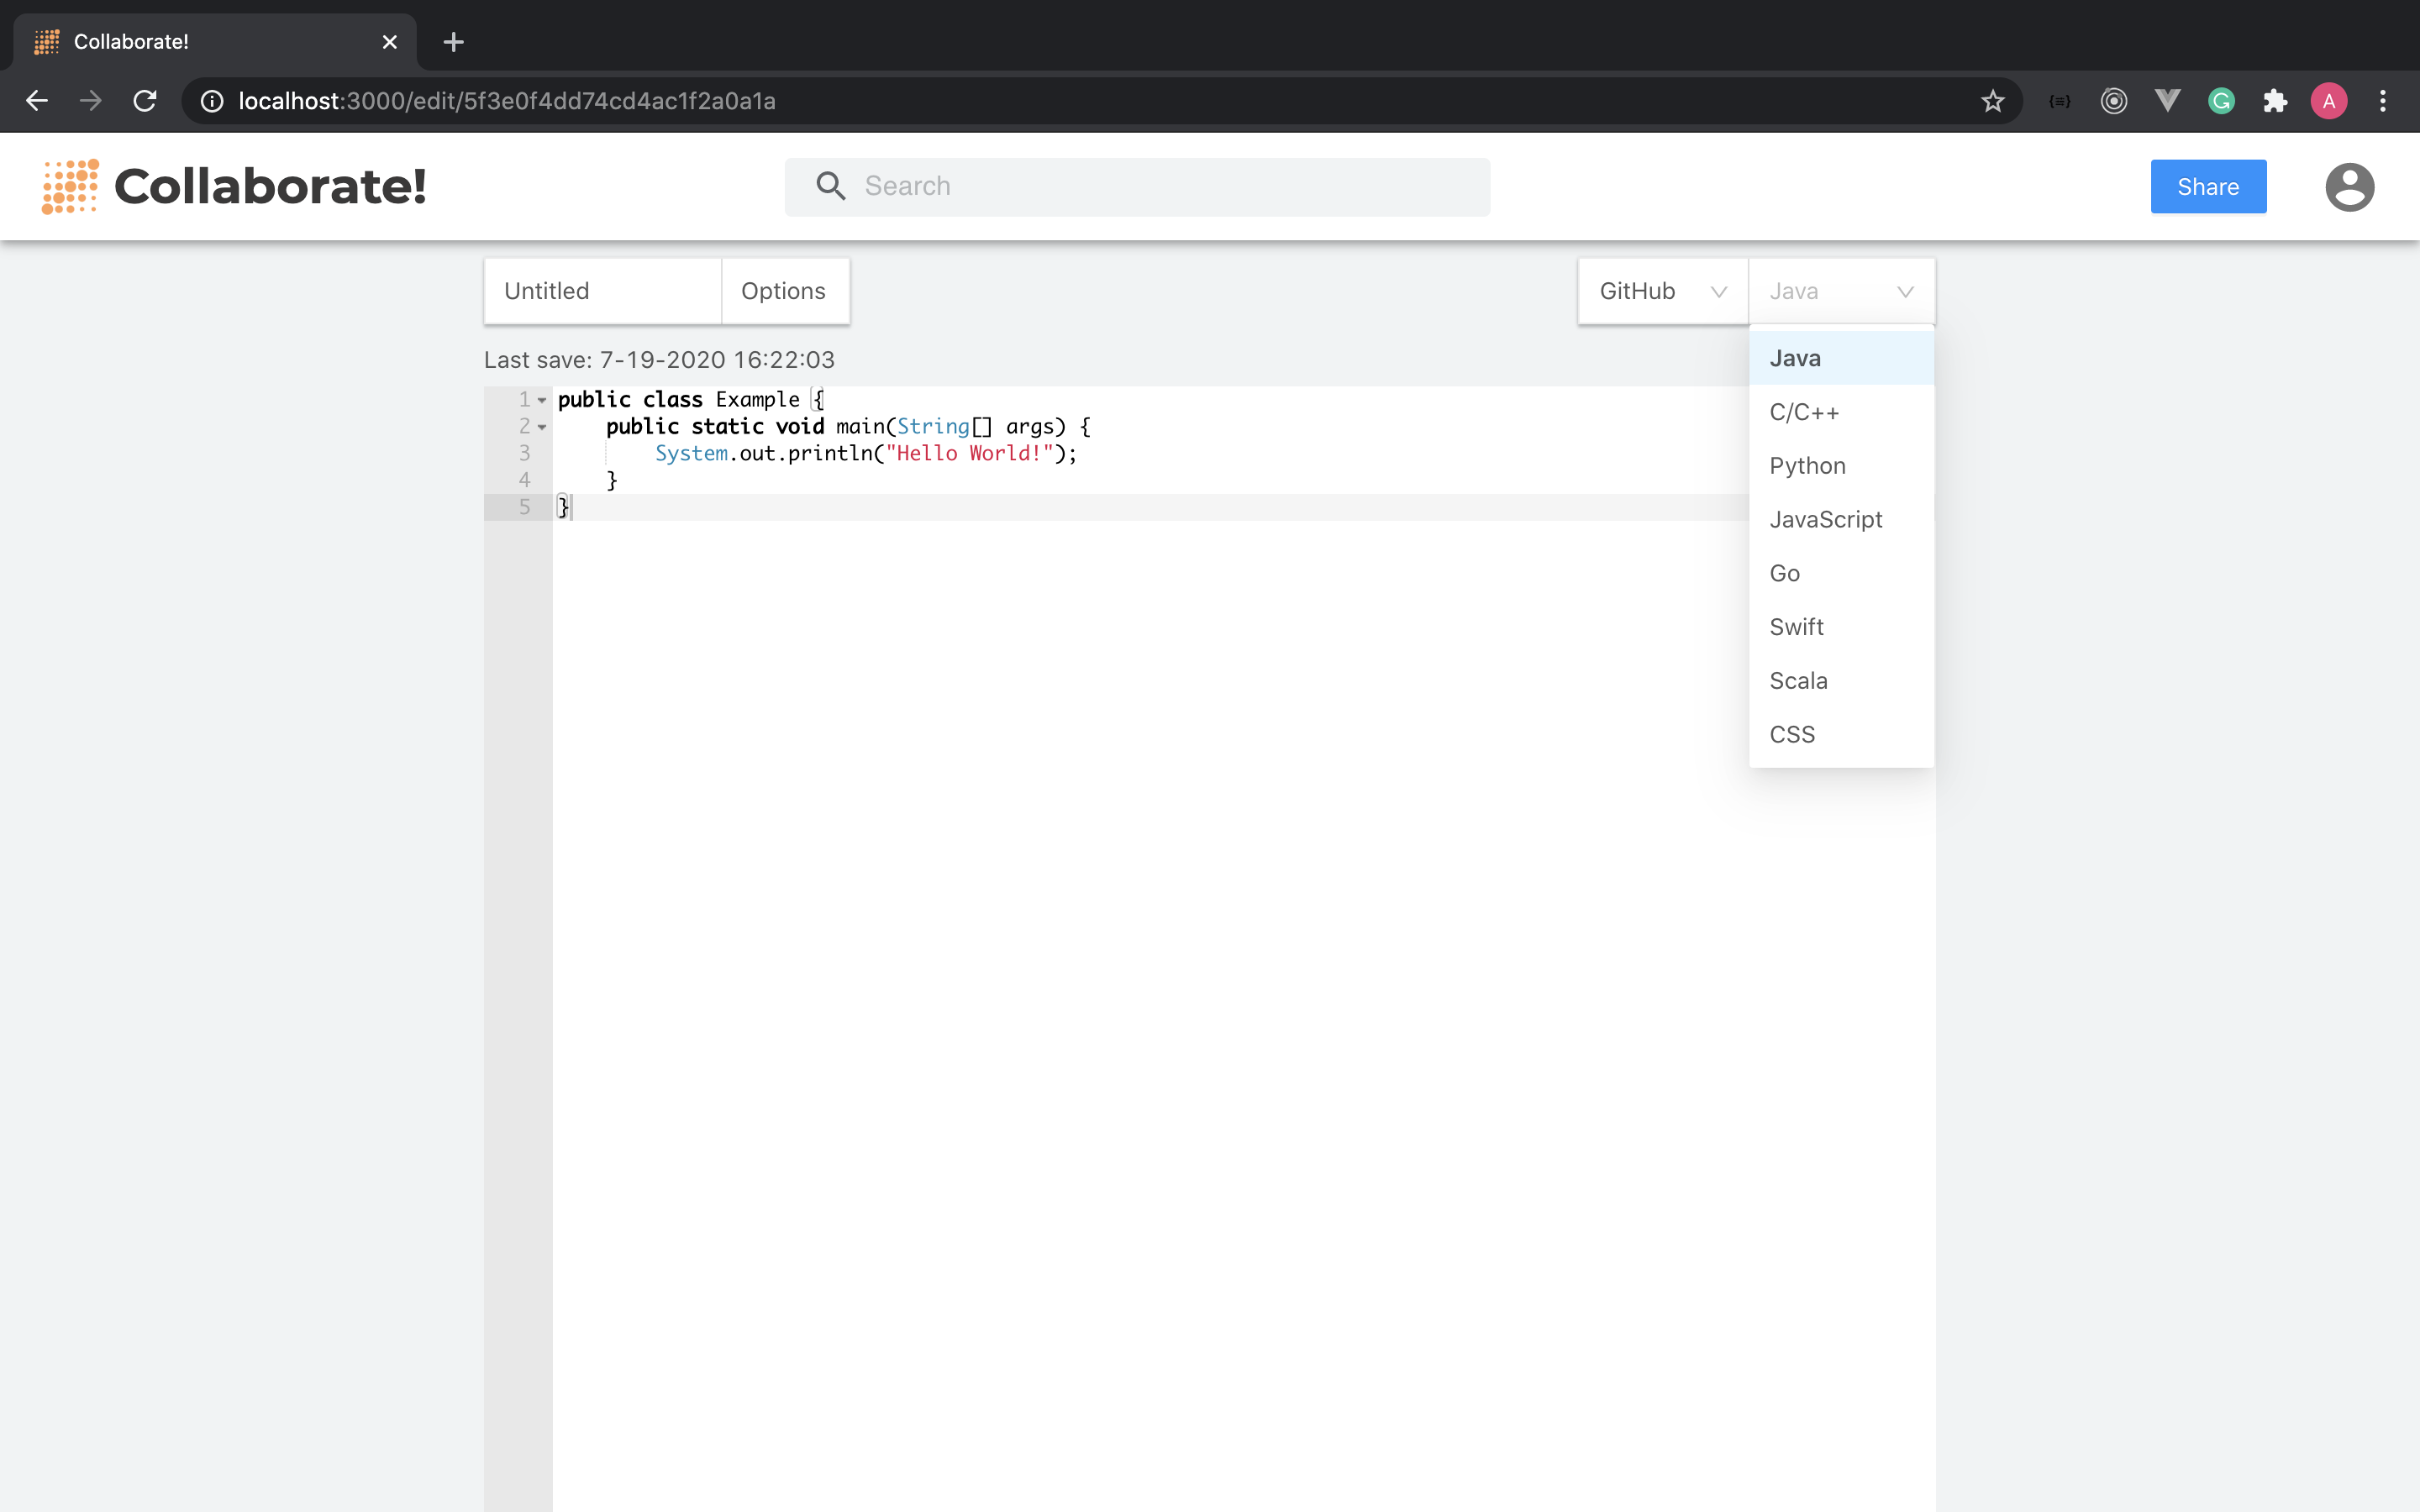 Collaborate!
localhost:3000/edit/5f3e0f4dd74cd4ac1f2a0a1a
A
Collaborate!
Search
Share
Untitled
Options
GitHub
Java
Last save: 7-19-2020 16:22:03
1 public class Example {
2     public static void main(String[] args) {
3         System.out.println("Hello World!");
4     }
5 }
Java
C/C++
Python
JavaScript
Go
Swift
Scala
CSS